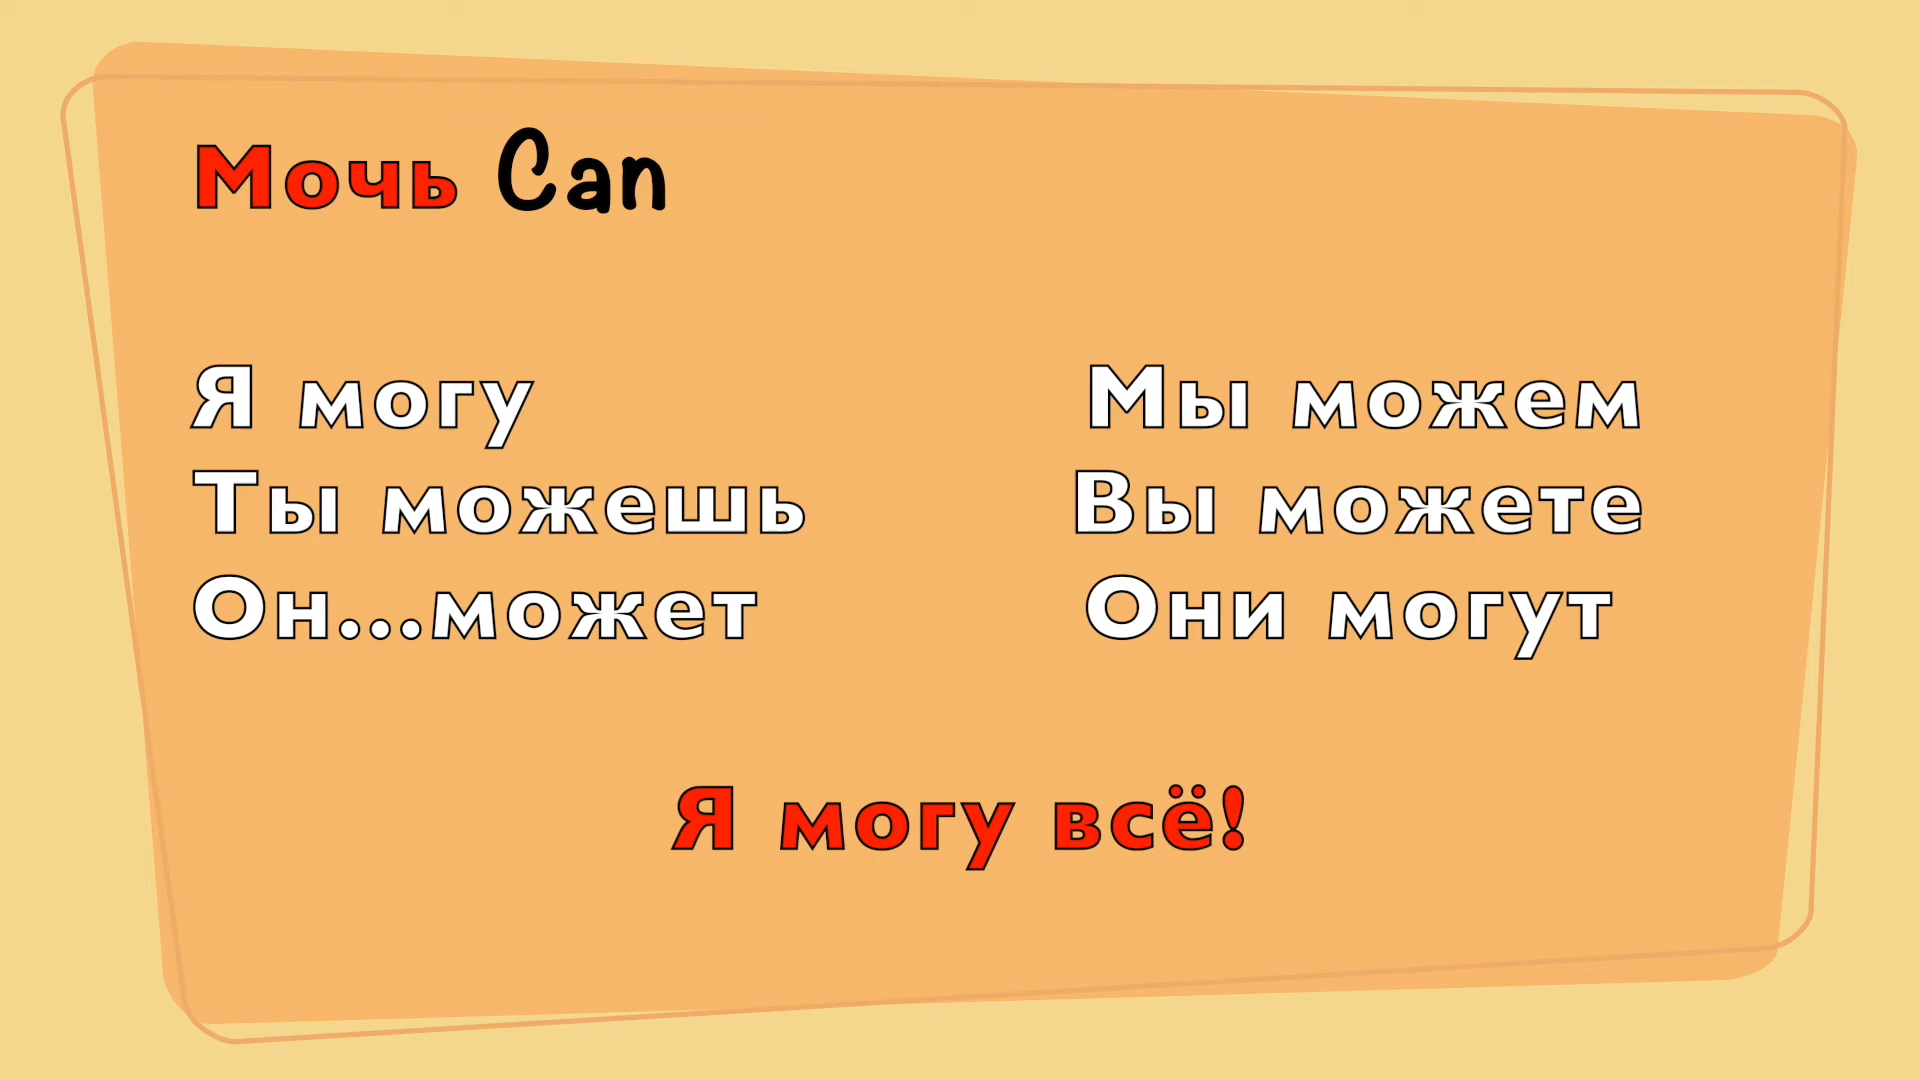 Мочь Can
Я могу
Ты можешь
Он...может
Мы можем
Вы можете
Они могут
Я могу всё!